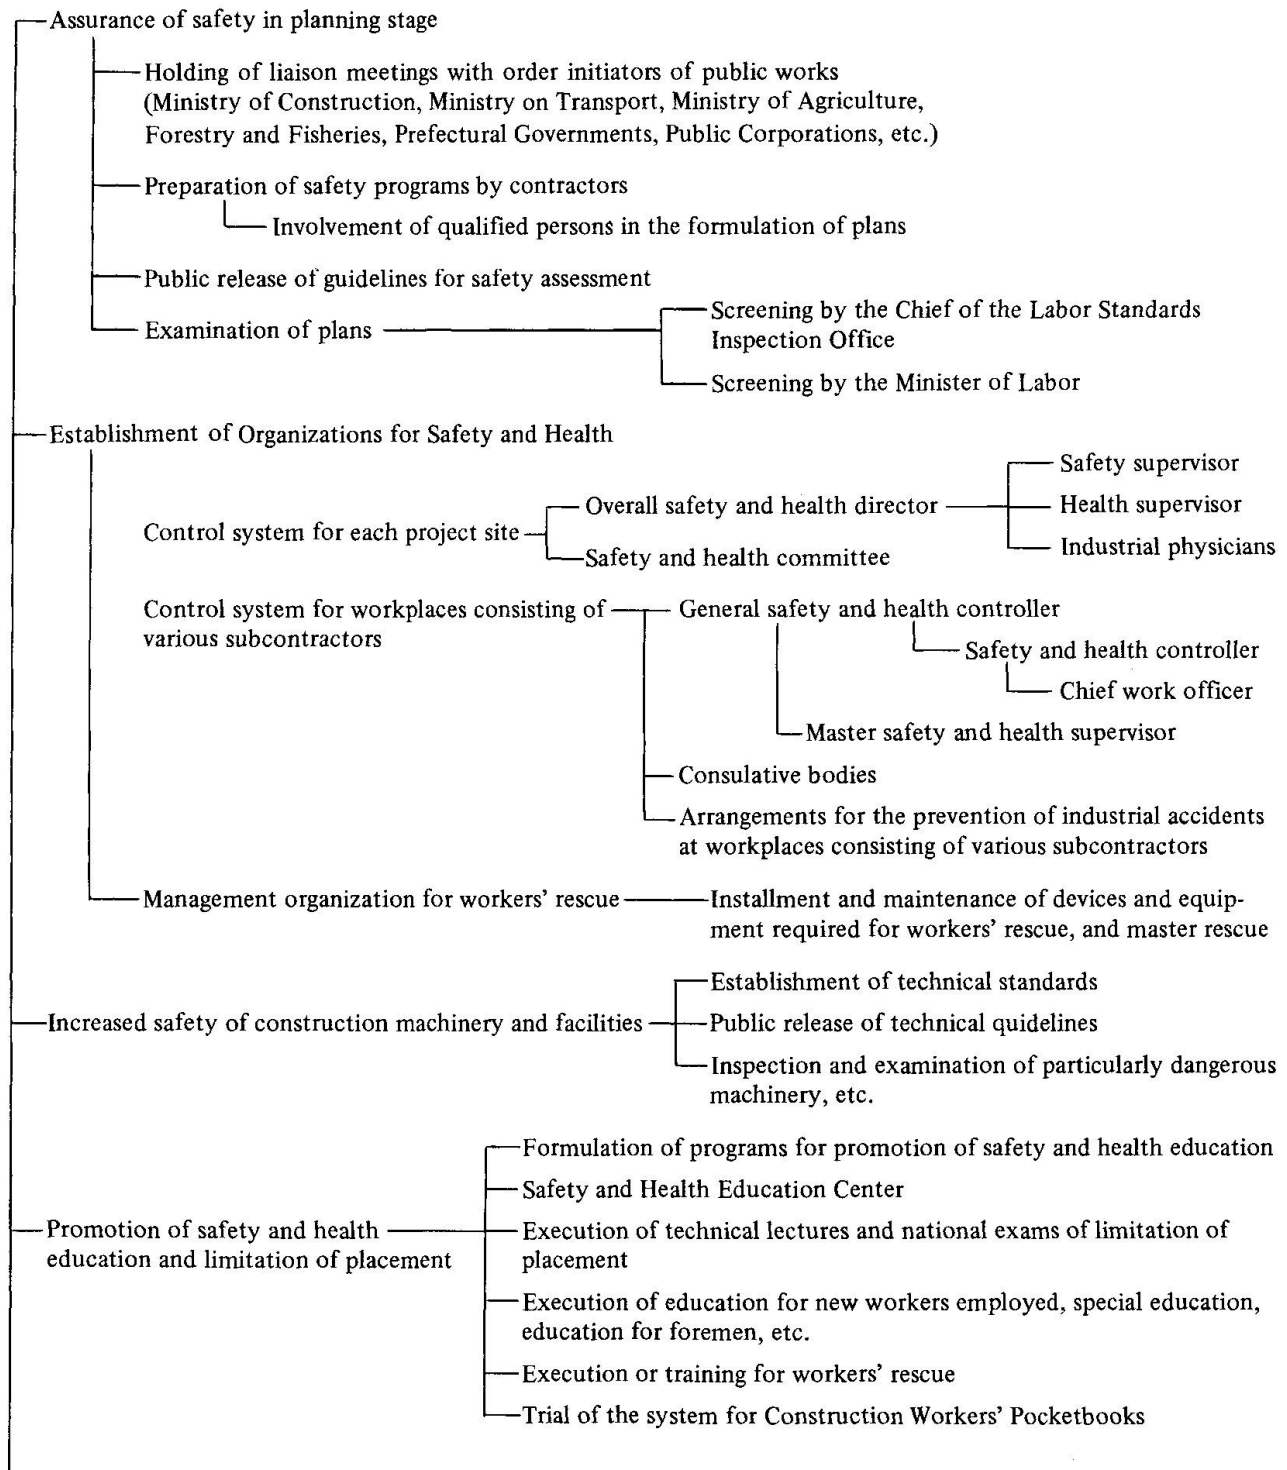 Assurance of safety in planning stage
Holding of liaison meetings with order initiators of public works
(Ministry of Construction, Ministry on Transport, Ministry of Agriculture,
Forestry and Fisheries, Prefectural Governments, Public Corporations, etc.)
Preparation of safety programs by contractors
Involvement of qualified persons in the formulation of plans
Public release of guidelines for safety assessment
Examination of plans
Screening by the Chief of the Labor Standards
Inspection Office
Screening by the Minister of Labor
Establishment of Organizations for Safety and Health
Control system for each project site
Overall safety and health director
Safety supervisor
Health supervisor
Industrial physicians
Safety and health committee
Control system for workplaces consisting of
various subcontractors
General safety and health controller
Safety and health controller
Chief work officer
Master safety and health supervisor
Consulative bodies
Arrangements for the prevention of industrial accidents
at workplaces consisting of various subcontractors
Management organization for workers' rescue
Installment and maintenance of devices and equip-
ment required for workers' rescue, and master rescue
Increased safety of construction machinery and facilities
Establishment of technical standards
Public release of technical quidelines
Inspection and examination of particularly dangerous
machinery, etc.
Promotion of safety and health
education and limitation of placement
Formulation of programs for promotion of safety and health education
Safety and Health Education Center
Execution of technical lectures and national exams of limitation of
placement
Execution of education for new workers employed, special education,
education for foremen, etc.
Execution or training for workers' rescue
Trial of the system for Construction Workers' Pocketbooks